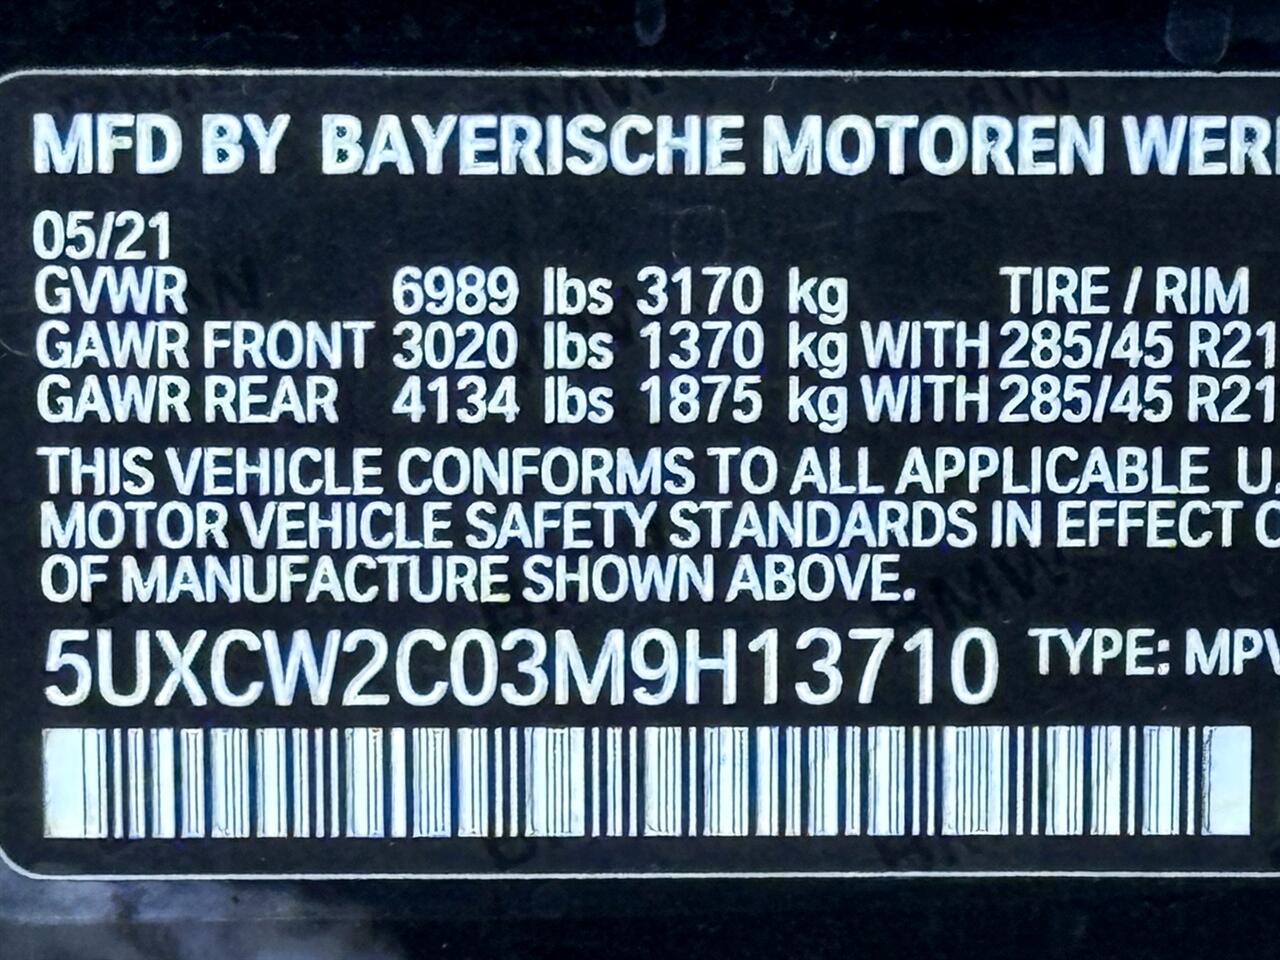 MFD BY BAYERISCHE MOTOREN WER
05/21
GVWR 6989 lbs 3170 kg TIRE / RIM
GAWR FRONT 3020 lbs 1370 kg WITH 285/45 R21
GAWR REAR 4134 lbs 1875 kg WITH 285/45 R21
THIS VEHICLE CONFORMS TO ALL APPLICABLE U.
MOTOR VEHICLE SAFETY STANDARDS IN EFFECT
OF MANUFACTURE SHOWN ABOVE.
5UXCW2C03M9H13710 TYPE: MPV